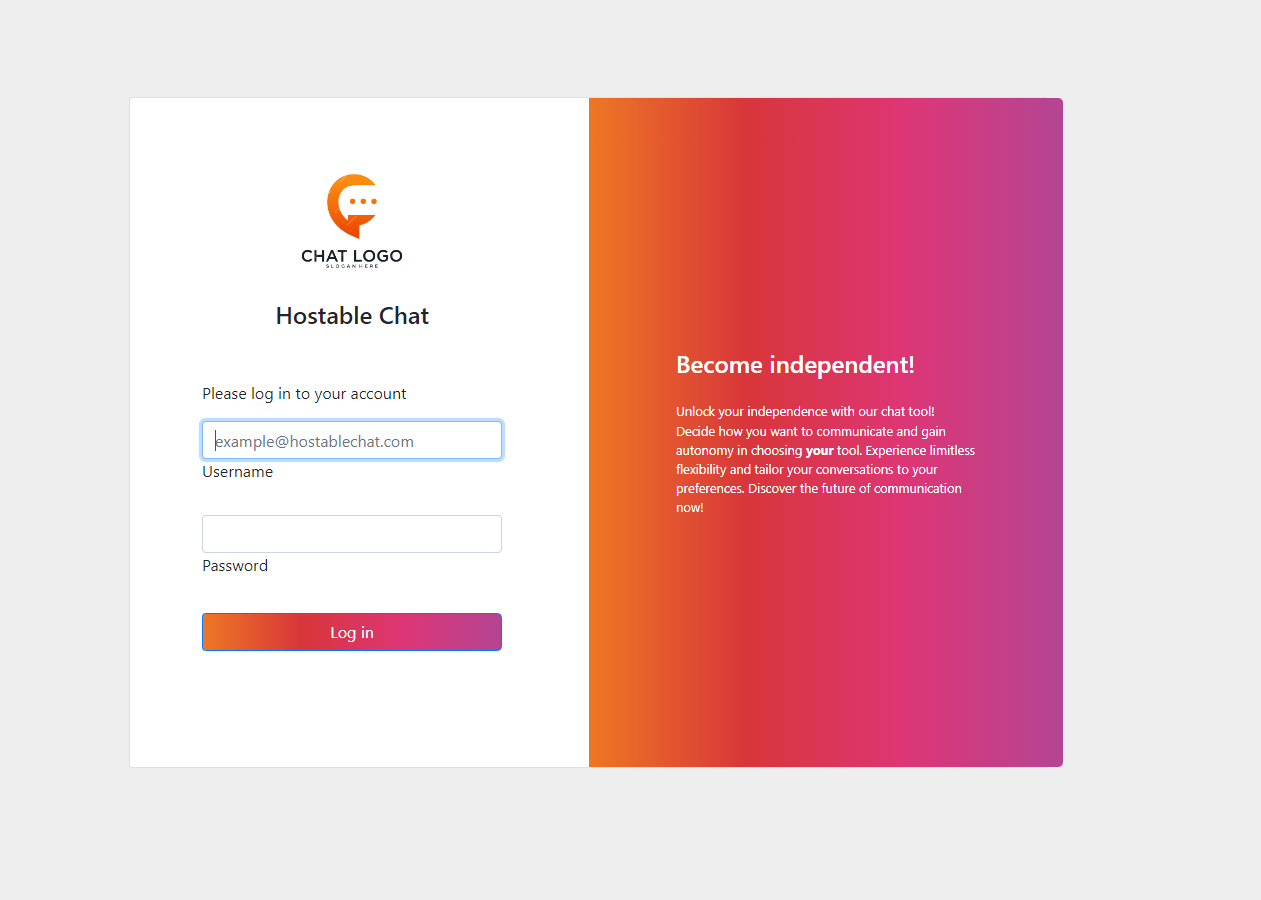 CHAT LOGO
SLOGAN HERE
Hostable Chat
Please log in to your account
example@hostablechat.com
Username
Password
Log in
Become independent!
Unlock your independence with our chat tool!
Decide how you want to communicate and gain
autonomy in choosing your tool. Experience limitless
flexibility and tailor your conversations to your
preferences. Discover the future of communication
now!